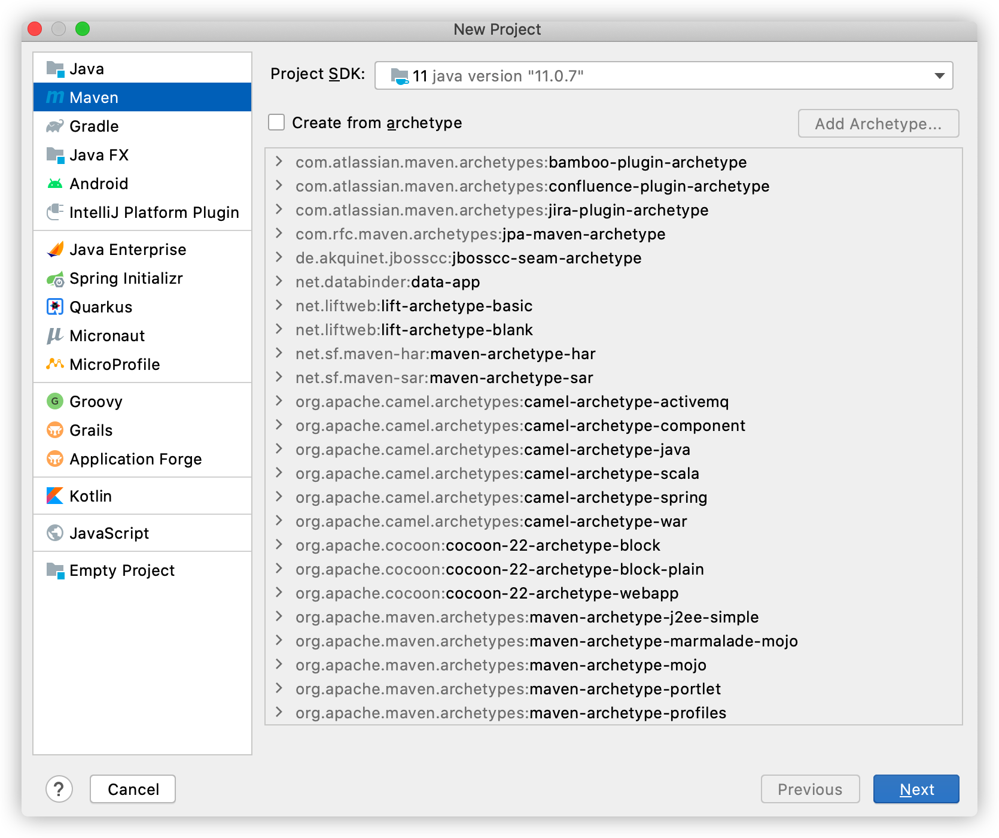 New Project
Java
Maven
Gradle
Java FX
Android
IntelliJ Platform Plugin
Java Enterprise
Spring Initializr
Quarkus
Micronaut
MicroProfile
Groovy
Grails
Application Forge
Kotlin
JavaScript
Empty Project
Project SDK: 11 java version "11.0.7"
Create from archetype
Add Archetype...
com.atlassian.maven.archetypes:bamboo-plugin-archetype
com.atlassian.maven.archetypes:confluence-plugin-archetype
com.atlassian.maven.archetypes:jira-plugin-archetype
com.rfc.maven.archetypes:jpa-maven-archetype
de.akquinet.jbosscc:jbosscc-seam-archetype
net.databinder:data-app
net.liftweb:lift-archetype-basic
net.liftweb:lift-archetype-blank
net.sf.maven-har:maven-archetype-har
net.sf.maven-sar:maven-archetype-sar
org.apache.camel.archetypes:camel-archetype-activemq
org.apache.camel.archetypes:camel-archetype-component
org.apache.camel.archetypes:camel-archetype-java
org.apache.camel.archetypes:camel-archetype-scala
org.apache.camel.archetypes:camel-archetype-spring
org.apache.camel.archetypes:camel-archetype-war
org.apache.cocoon:cocoon-22-archetype-block
org.apache.cocoon:cocoon-22-archetype-block-plain
org.apache.cocoon:cocoon-22-archetype-webapp
org.apache.maven.archetypes:maven-archetype-j2ee-simple
org.apache.maven.archetypes:maven-archetype-marmalade-mojo
org.apache.maven.archetypes:maven-archetype-mojo
org.apache.maven.archetypes:maven-archetype-portlet
org.apache.maven.archetypes:maven-archetype-profiles
?
Cancel
Previous
Next